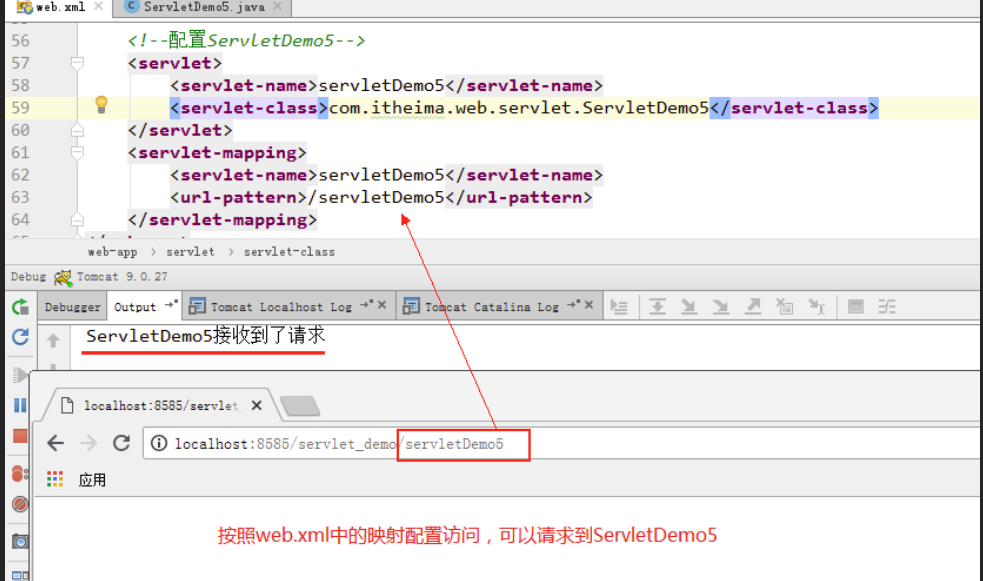 web.xml ServletDemo5.java
56 <!--配置ServletDemo5-->
57 <servlet>
58 <servlet-name>servletDemo5</servlet-name>
59 <servlet-class>com.itheima.web.servlet.ServletDemo5</servlet-class>
60 </servlet>
61 <servlet-mapping>
62 <servlet-name>servletDemo5</servlet-name>
63 <url-pattern>/servletDemo5</url-pattern>
64 </servlet-mapping>
web-app › servlet › servlet-class
Debug Tomcat 9.0.27
Debugger Output Tomcat Localhost Log Tomcat Catalina Log
ServletDemo5接收到了请求
localhost:8585/servlet_
localhost:8585/servlet_demo/servletDemo5
应用
按照web.xml中的映射配置访问，可以请求到ServletDemo5